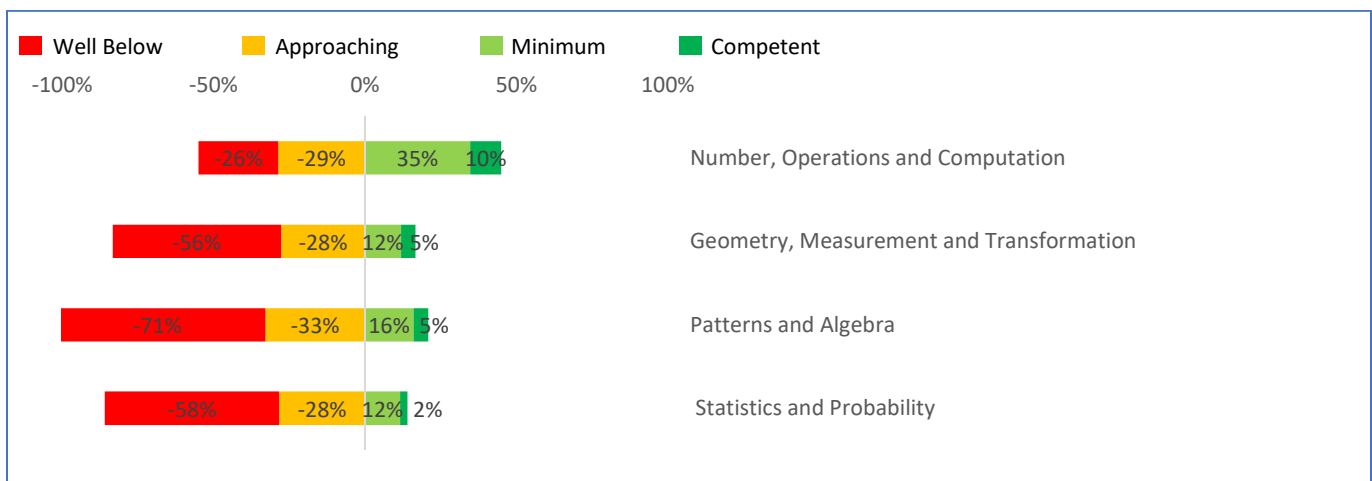 Well Below Approaching Minimum Competent
-100% -50% 0% 50% 100%
-26% -29% 35% 10% Number, Operations and Computation
-56% -28% 12% 5% Geometry, Measurement and Transformation
-71% -33% 16% 5% Patterns and Algebra
-58% -28% 12% 2% Statistics and Probability